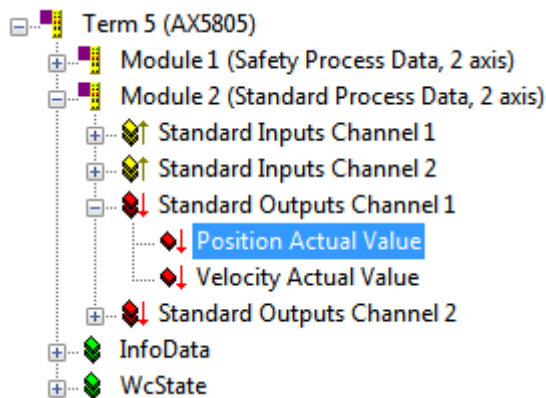 Term 5 (AX5805)
Module 1 (Safety Process Data, 2 axis)
Module 2 (Standard Process Data, 2 axis)
Standard Inputs Channel 1
Standard Inputs Channel 2
Standard Outputs Channel 1
Position Actual Value
Velocity Actual Value
Standard Outputs Channel 2
InfoData
WcState